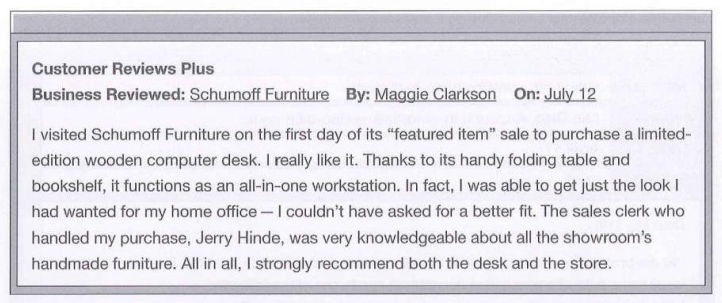 Customer Reviews Plus
Business Reviewed: Schumoff Furniture By: Maggie Clarkson On: July 12
I visited Schumoff Furniture on the first day of its “featured item” sale to purchase a limited-
edition wooden computer desk. I really like it. Thanks to its handy folding table and
bookshelf, it functions as an all-in-one workstation. In fact, I was able to get just the look I
had wanted for my home office — I couldn’t have asked for a better fit. The sales clerk who
handled my purchase, Jerry Hinde, was very knowledgeable about all the showroom’s
handmade furniture. All in all, I strongly recommend both the desk and the store.